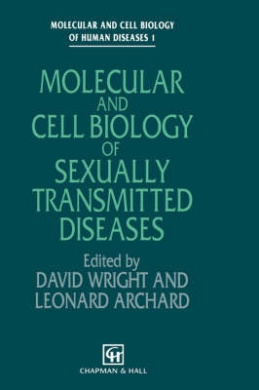 MOLECULAR AND CELL BIOLOGY
OF HUMAN DISEASES 1
MOLECULAR
AND
CELL BIOLOGY
OF
SEXUALLY
TRANSMITTED
DISEASES
Edited by
DAVID WRIGHT AND
LEONARD ARCHARD
CH
CHAPMAN & HALL